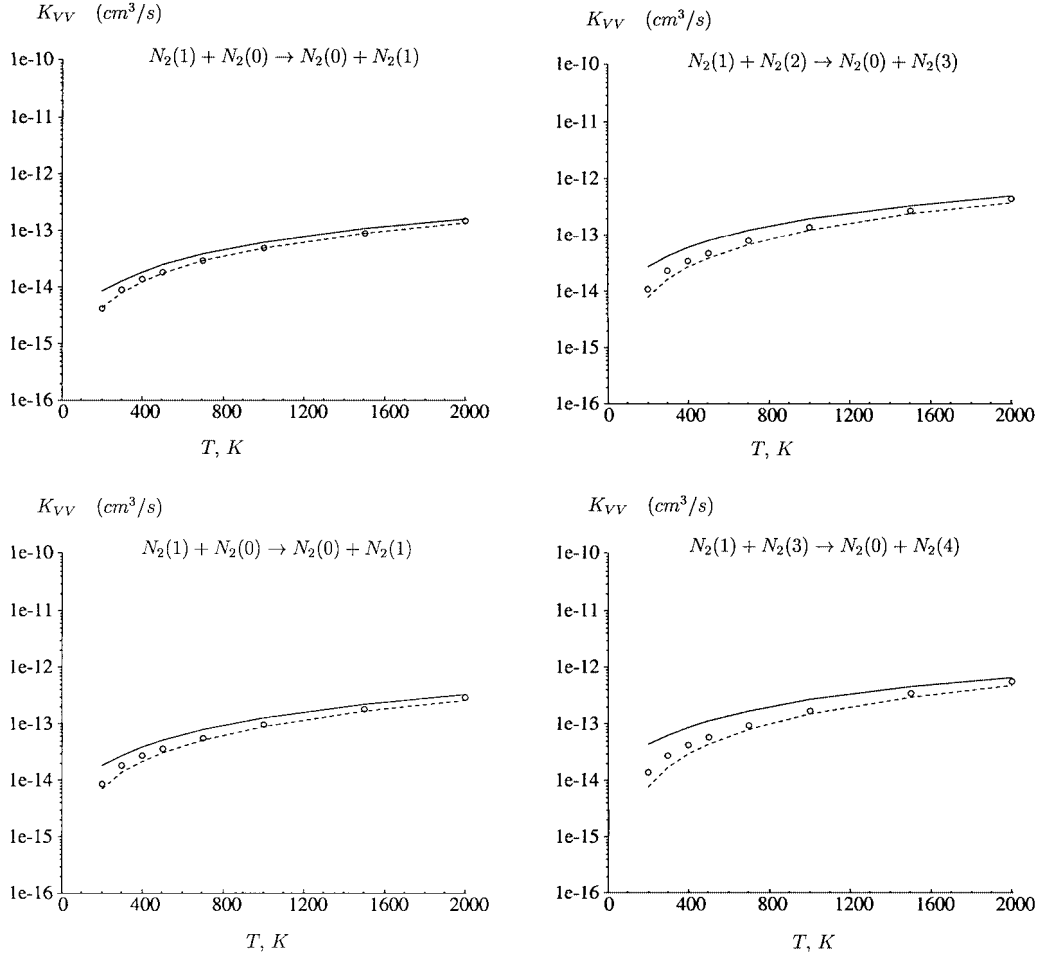 K_VV (cm³/s)
N₂(1) + N₂(0) → N₂(0) + N₂(1)
1e-10
1e-11
1e-12
1e-13
1e-14
1e-15
1e-16
0 400 800 1200 1600 2000
T, K
K_VV (cm³/s)
N₂(1) + N₂(2) → N₂(0) + N₂(3)
1e-10
1e-11
1e-12
1e-13
1e-14
1e-15
1e-16
0 400 800 1200 1600 2000
T, K
K_VV (cm³/s)
N₂(1) + N₂(0) → N₂(0) + N₂(1)
1e-10
1e-11
1e-12
1e-13
1e-14
1e-15
1e-16
0 400 800 1200 1600 2000
T, K
K_VV (cm³/s)
N₂(1) + N₂(3) → N₂(0) + N₂(4)
1e-10
1e-11
1e-12
1e-13
1e-14
1e-15
1e-16
0 400 800 1200 1600 2000
T, K